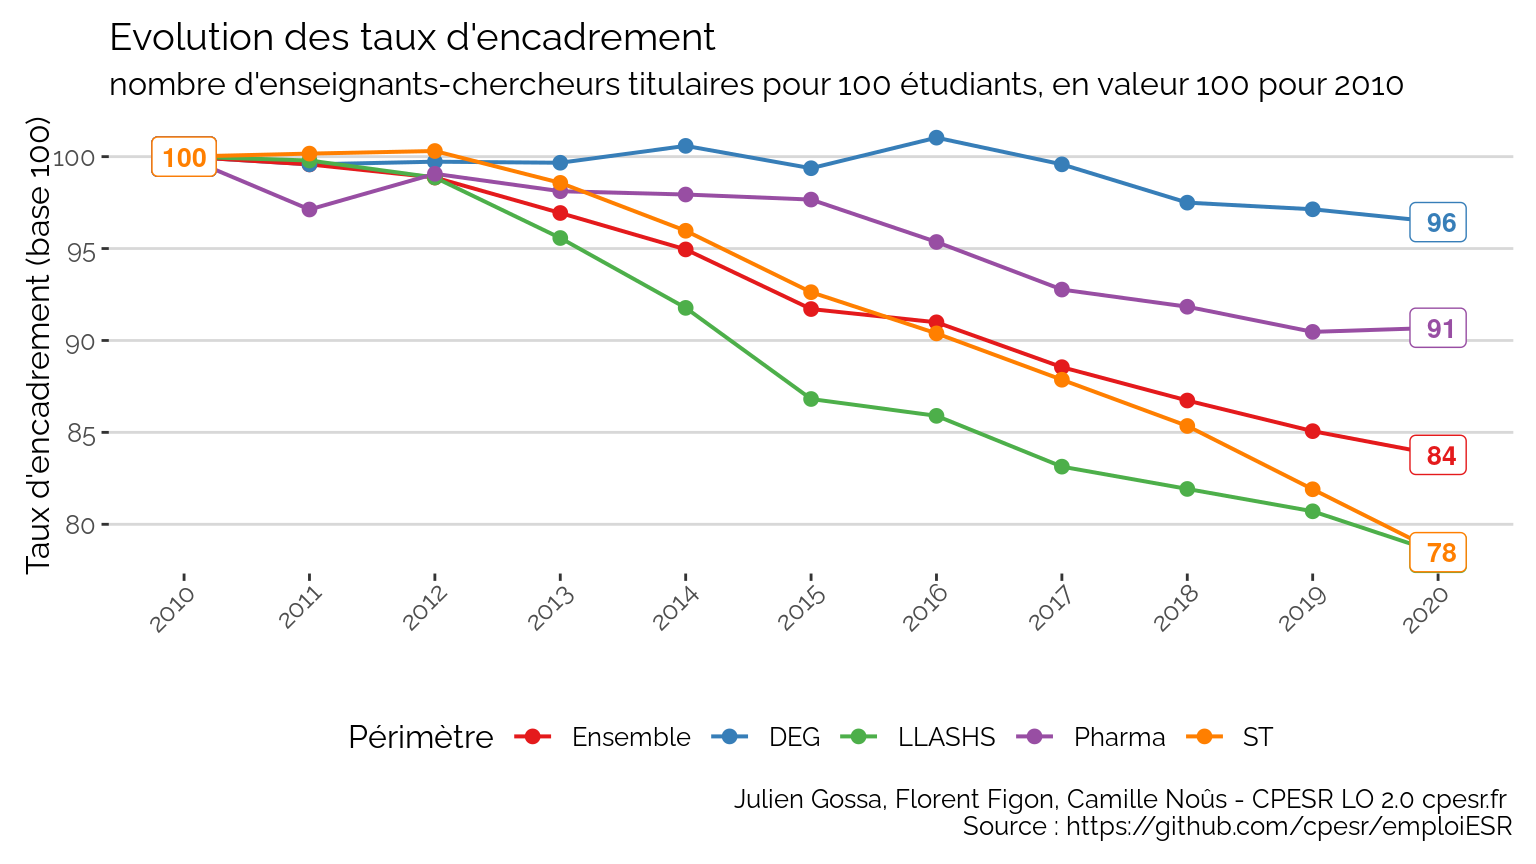 Evolution des taux d'encadrement
nombre d'enseignants-chercheurs titulaires pour 100 étudiants, en valeur 100 pour 2010
Taux d'encadrement (base 100)
100
95
90
85
80
100
96
91
84
78
2010 2011 2012 2013 2014 2015 2016 2017 2018 2019 2020
Périmètre Ensemble DEG LLASHS Pharma ST
Julien Gossa, Florent Figon, Camille Noûs - CPESR LO 2.0 cpesr.fr
Source : https://github.com/cpesr/emploiESR